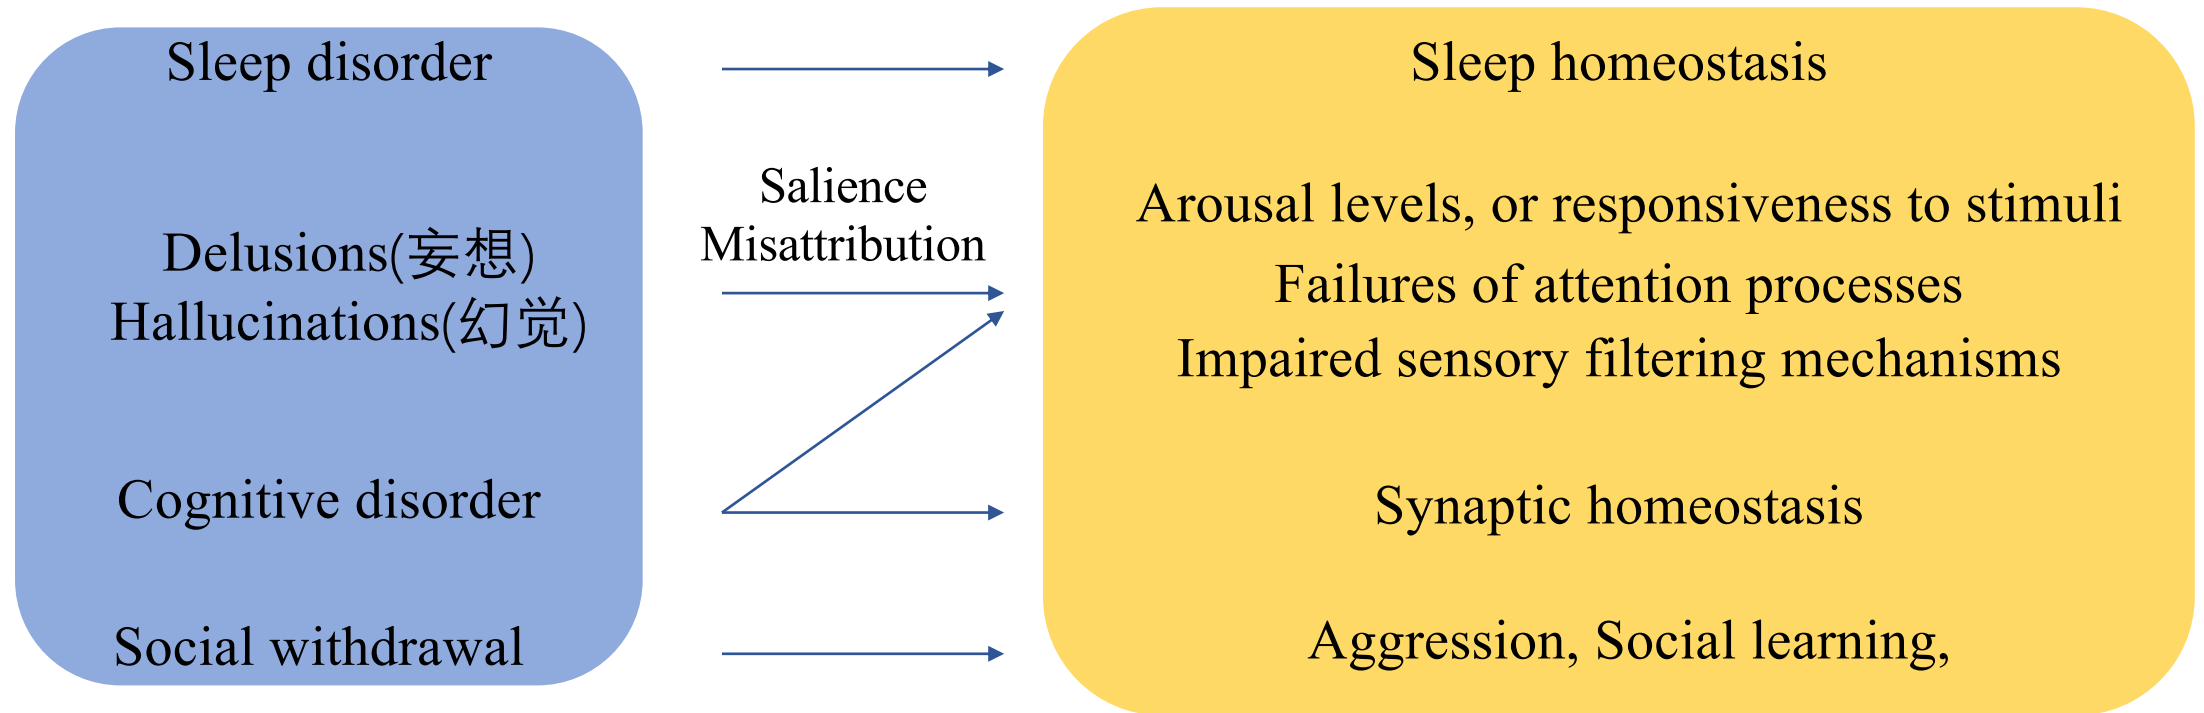 Sleep disorder
Delusions(妄想)
Hallucinations(幻觉)
Cognitive disorder
Social withdrawal
Salience
Misattribution
Sleep homeostasis
Arousal levels, or responsiveness to stimuli
Failures of attention processes
Impaired sensory filtering mechanisms
Synaptic homeostasis
Aggression, Social learning,